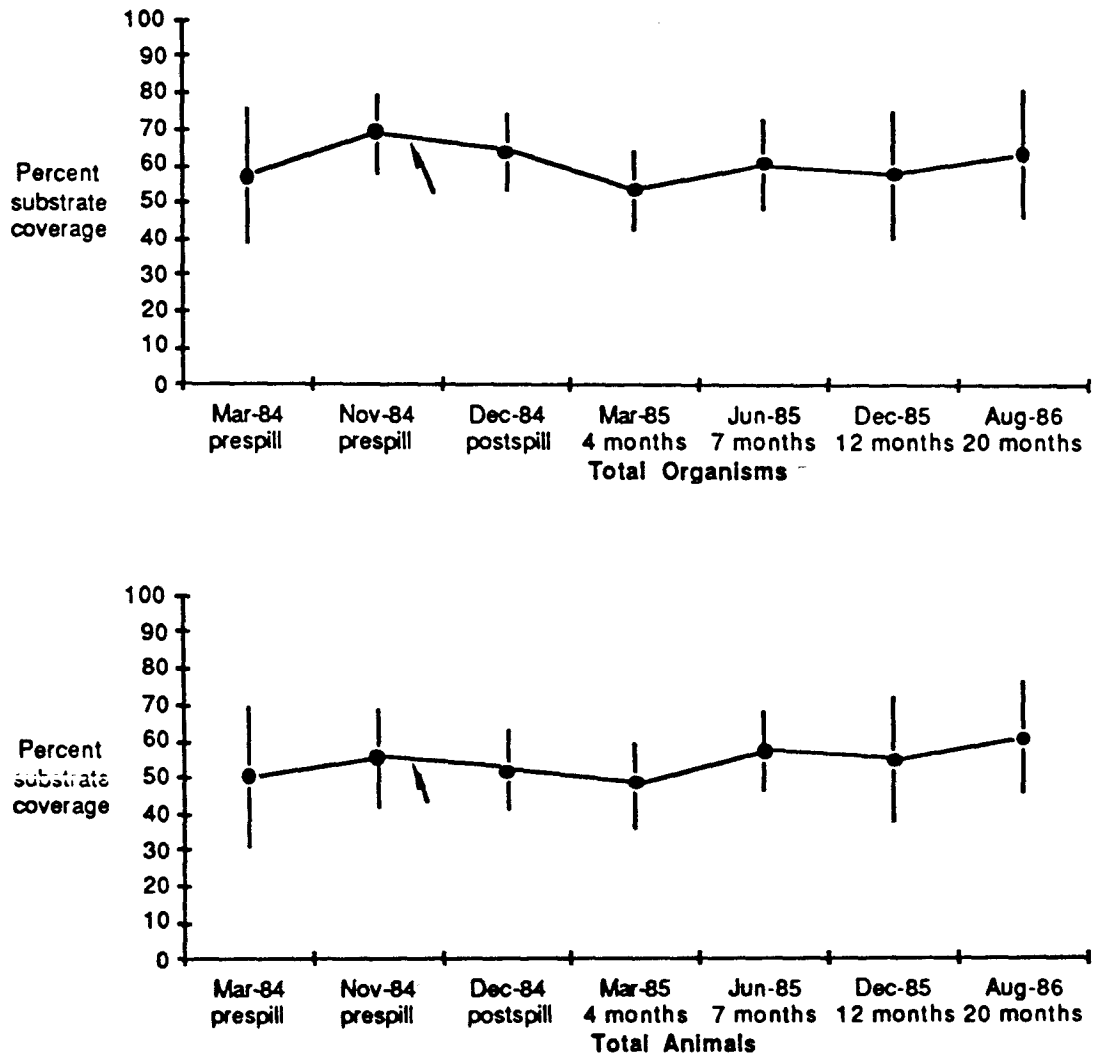 100
90
80
70
60
50
40
30
20
10
0
Percent
substrate
coverage
Mar-84 Nov-84 Dec-84 Mar-85 Jun-85 Dec-85 Aug-86
prespill prespill postspill 4 months 7 months 12 months 20 months
Total Organisms
100
90
80
70
60
50
40
30
20
10
0
Percent
substrate
coverage
Mar-84 Nov-84 Dec-84 Mar-85 Jun-85 Dec-85 Aug-86
prespill prespill postspill 4 months 7 months 12 months 20 months
Total Animals